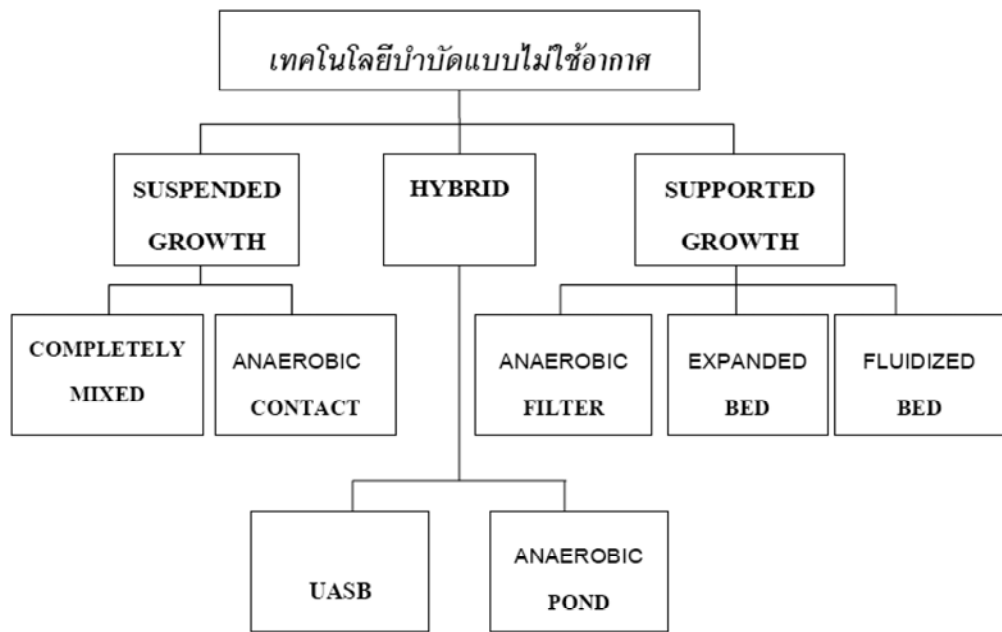 เทคโนโลยีบำบัดแบบไม่ใช้อากาศ
SUSPENDED
GROWTH
HYBRID
SUPPORTED
GROWTH
COMPLETELY
MIXED
ANAEROBIC
CONTACT
ANAEROBIC
FILTER
EXPANDED
BED
FLUIDIZED
BED
UASB
ANAEROBIC
POND